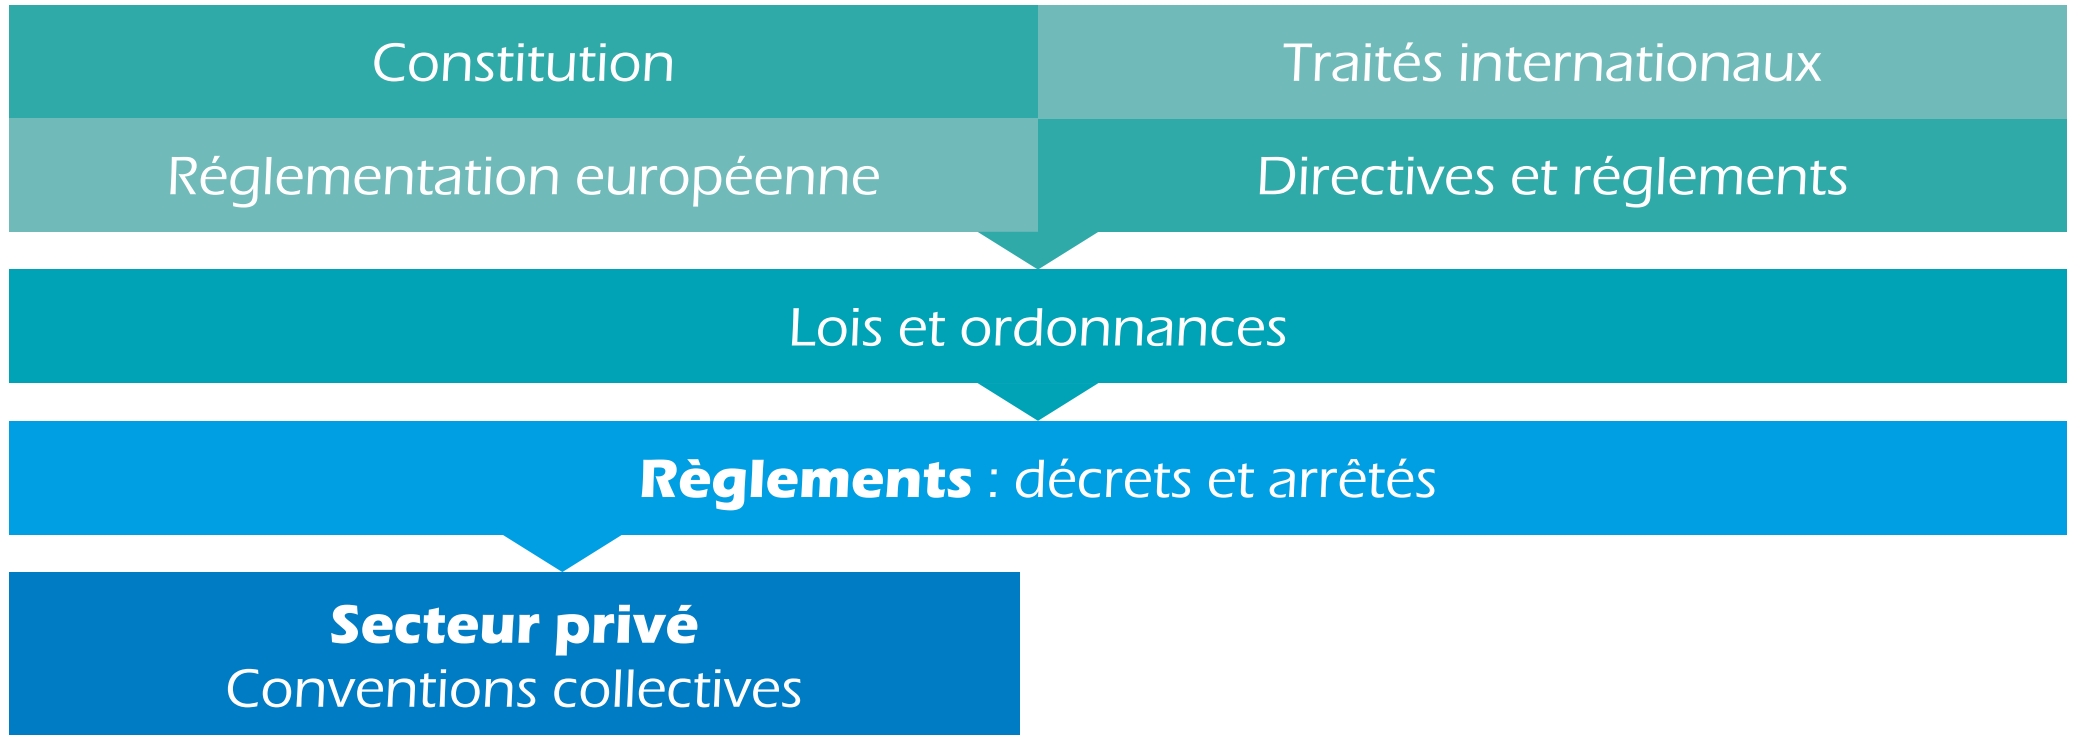 Constitution
Traités internationaux
Réglementation européenne
Directives et réglements
Lois et ordonnances
Règlements : décrets et arrêtés
Secteur privé
Conventions collectives